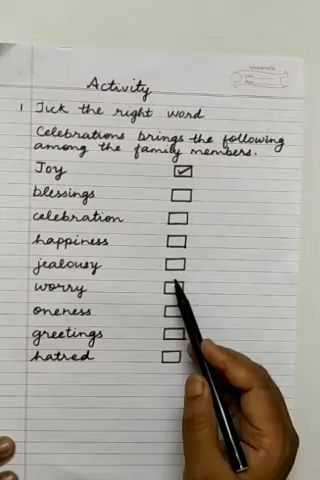 classmate
Activity
1 Tick the right word
Celebrations brings the following
among the family members.
Joy
blessings
celebration
happiness
jealousy
worry
oneness
greetings
hatred